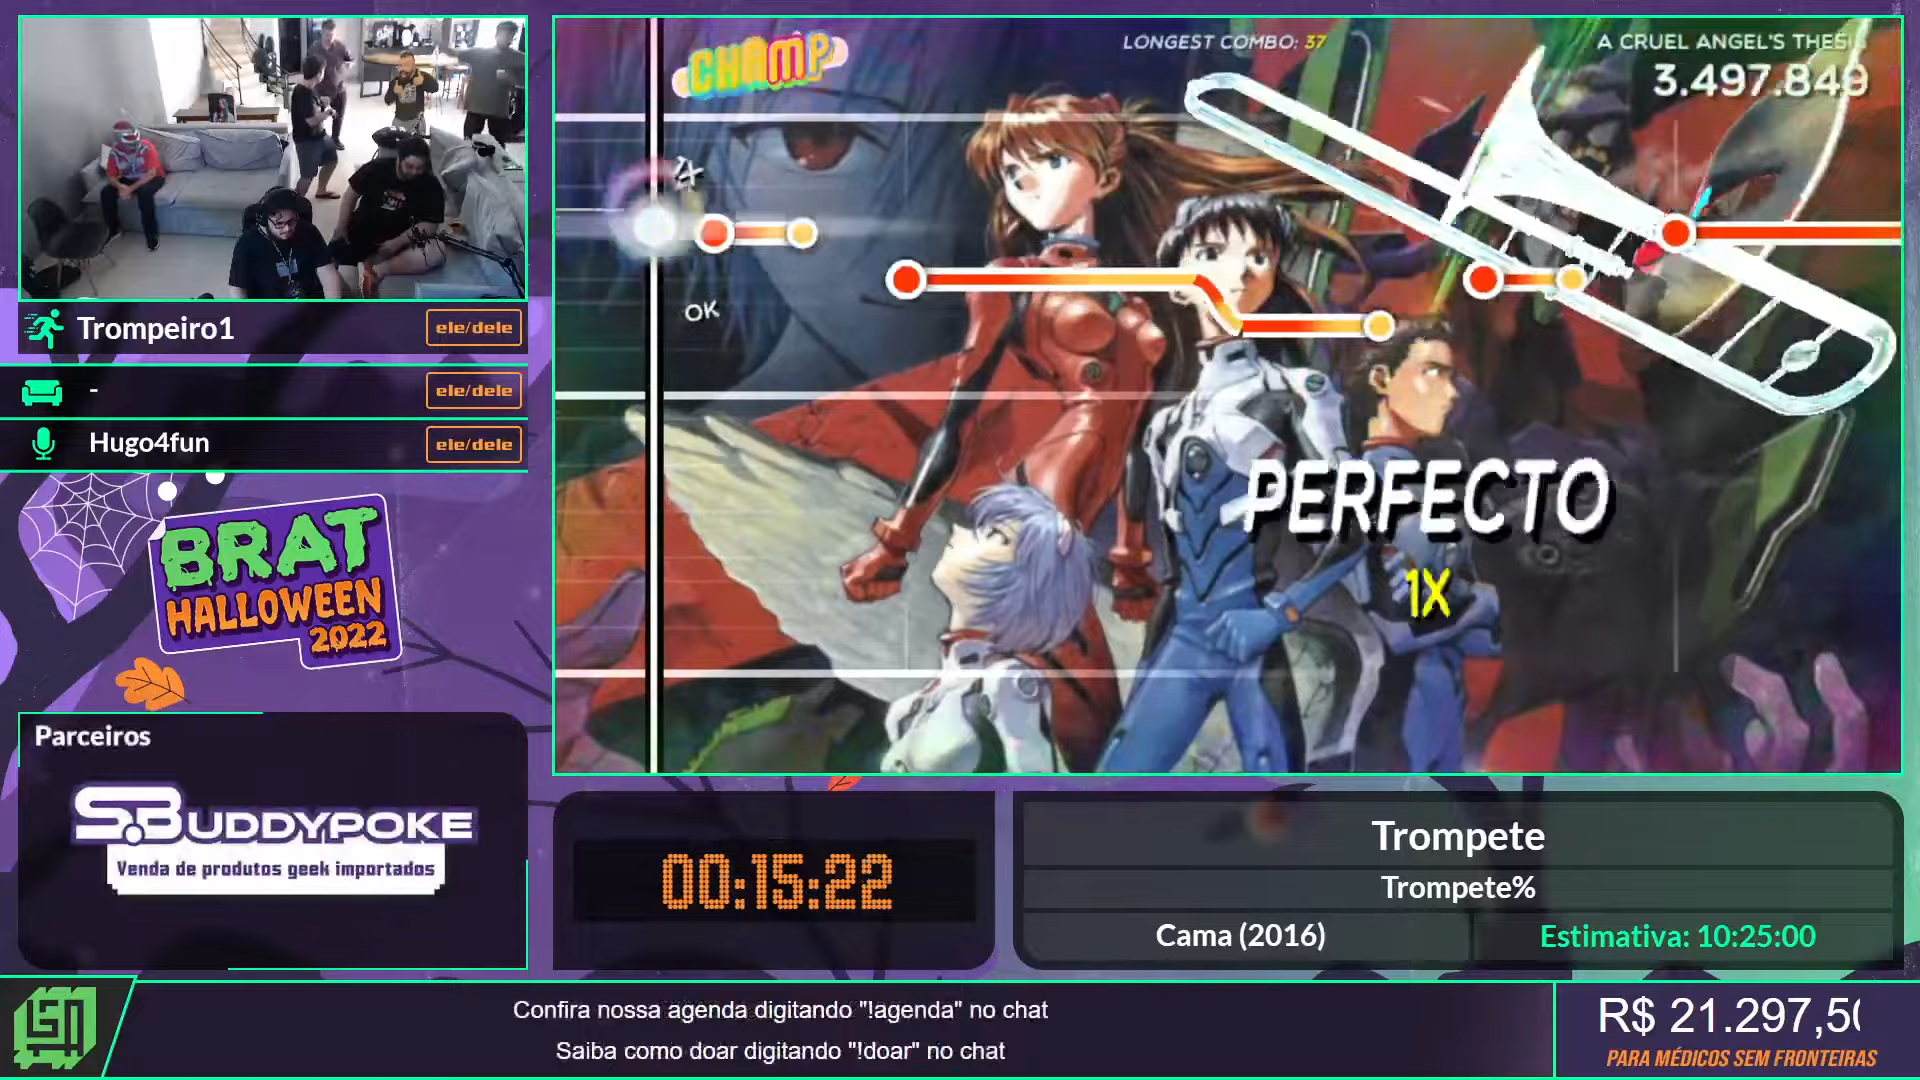 CHAMP
LONGEST COMBO: 37
A CRUEL ANGEL'S THESI
3.497.849
OK
PERFECTO
1X
Trompeiro1
ele/dele
-
ele/dele
Hugo4fun
ele/dele
BRAT
HALLOWEEN
2022
Parceiros
S.BUDDYPOKE
Venda de produtos geek importados
00:15:22
Trompete
Trompete%
Cama (2016)
Estimativa: 10:25:00
Confira nossa agenda digitando "!agenda" no chat
Saiba como doar digitando "!doar" no chat
R$ 21.297,50
PARA MÉDICOS SEM FRONTEIRAS